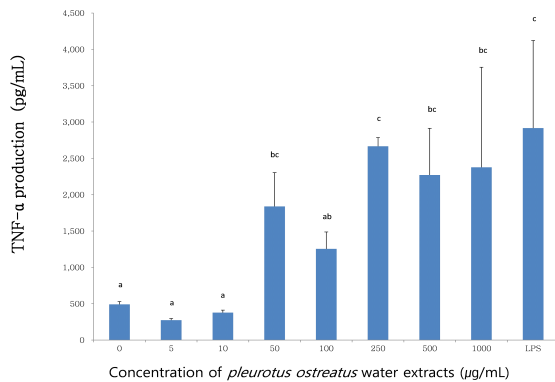 TNF-α production (pg/mL)
4,500
4,000
3,500
3,000
2,500
2,000
1,500
1,000
500
0
a
a
a
bc
ab
c
bc
bc
c
0 5 10 50 100 250 500 1000 LPS
Concentration of pleurotus ostreatus water extracts (μg/mL)